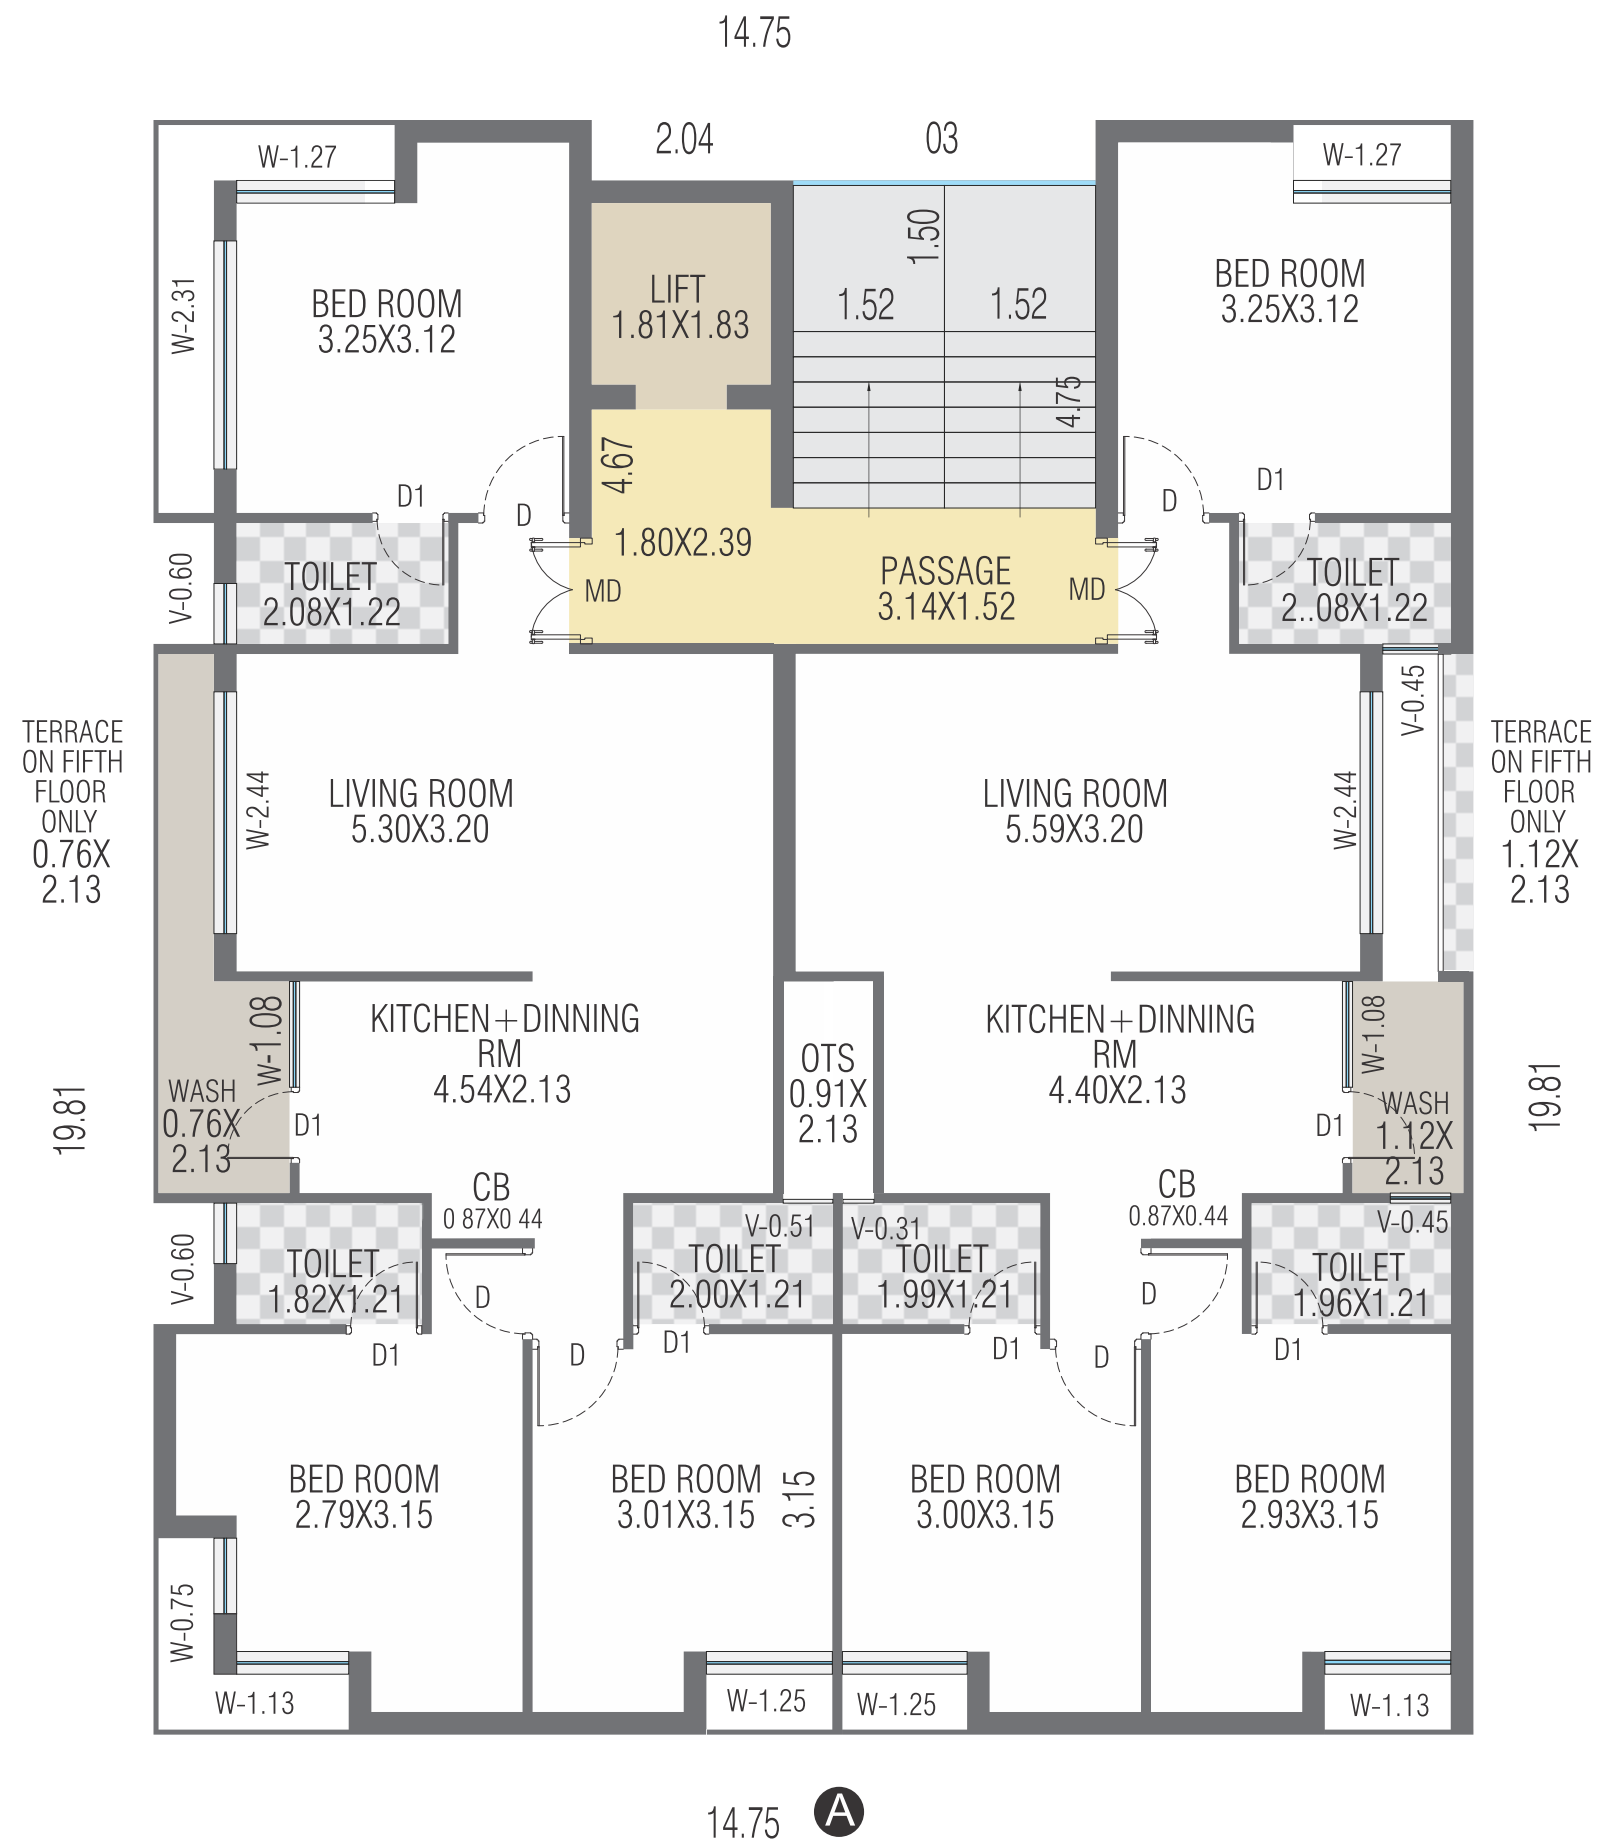 14.75
2.04
03
W-1.27
W-1.27
W-2.31
BED ROOM
3.25X3.12
LIFT
1.81X1.83
1.50
1.52
1.52
4.75
BED ROOM
3.25X3.12
4.67
D1
D
D
D1
V-0.60
TOILET
2.08X1.22
MD
1.80X2.39
PASSAGE
3.14X1.52
MD
TOILET
2..08X1.22
V-0.45
TERRACE
ON FIFTH
FLOOR
ONLY
0.76X
2.13
W-2.44
LIVING ROOM
5.30X3.20
LIVING ROOM
5.59X3.20
W-2.44
TERRACE
ON FIFTH
FLOOR
ONLY
1.12X
2.13
19.81
W-1.08
WASH
0.76X
2.13
D1
KITCHEN+DINNING
RM
4.54X2.13
OTS
0.91X
2.13
KITCHEN+DINNING
RM
4.40X2.13
W-1.08
D1
WASH
1.12X
2.13
19.81
CB
0 87X0 44
CB
0.87X0.44
V-0.60
TOILET
1.82X1.21
D1
D
D
V-0.51
TOILET
2.00X1.21
D1
V-0.31
TOILET
1.99X1.21
D1
D
D
V-0.45
TOILET
1.96X1.21
D1
BED ROOM
2.79X3.15
BED ROOM
3.01X3.15
3.15
BED ROOM
3.00X3.15
BED ROOM
2.93X3.15
W-0.75
W-1.13
W-1.25
W-1.25
W-1.13
14.75
A